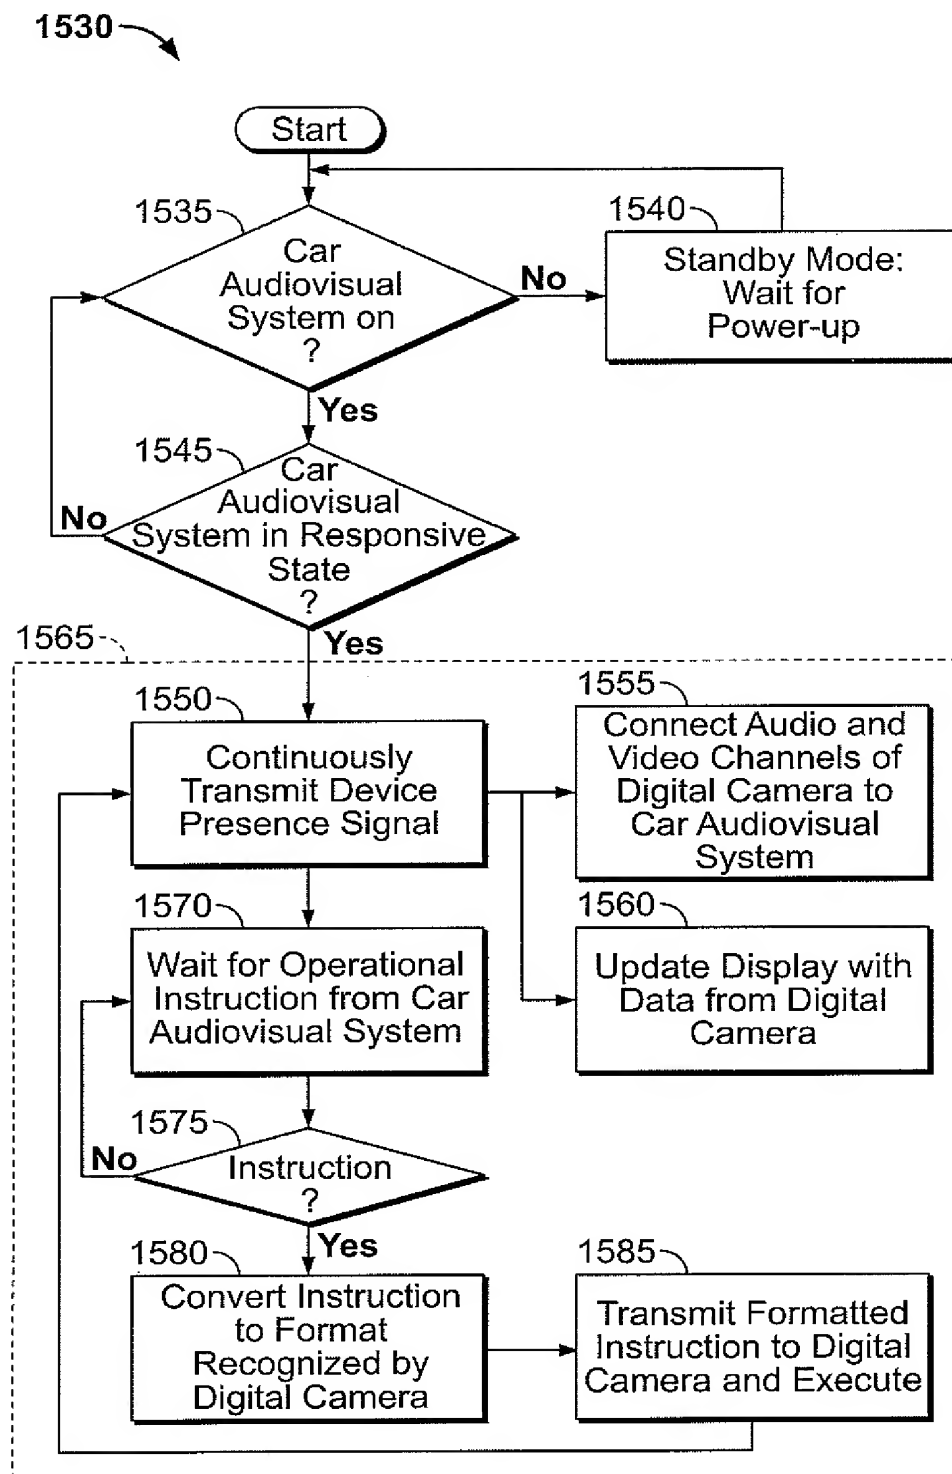 1530
Start
1535
Car
Audiovisual
System on
?
No
1540
Standby Mode:
Wait for
Power-up
Yes
1545
Car
Audiovisual
System in Responsive
State
?
No
Yes
1565
1550
Continuously
Transmit Device
Presence Signal
1555
Connect Audio and
Video Channels of
Digital Camera to
Car Audiovisual
System
1570
Wait for Operational
Instruction from Car
Audiovisual System
1560
Update Display with
Data from Digital
Camera
1575
Instruction
?
No
Yes
1580
Convert Instruction
to Format
Recognized by
Digital Camera
1585
Transmit Formatted
Instruction to Digital
Camera and Execute